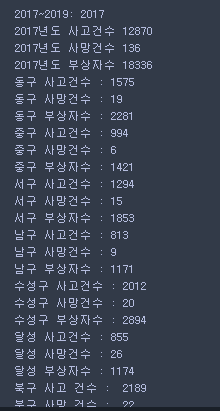 2017~2019: 2017
2017년도 사고건수 12870
2017년도 사망건수 136
2017년도 부상자수 18336
동구 사고건수 : 1575
동구 사망건수 : 19
동구 부상자수 : 2281
중구 사고건수 : 994
중구 사망건수 : 6
중구 부상자수 : 1421
서구 사고건수 : 1294
서구 사망건수 : 15
서구 부상자수 : 1853
남구 사고건수 : 813
남구 사망건수 : 9
남구 부상자수 : 1171
수성구 사고건수 : 2012
수성구 사망건수 : 20
수성구 부상자수 : 2894
달성 사고건수 : 855
달성 사망건수 : 26
달성 부상자수 : 1174
북구 사고 건수 : 2189
북구 사망 건수 : 22